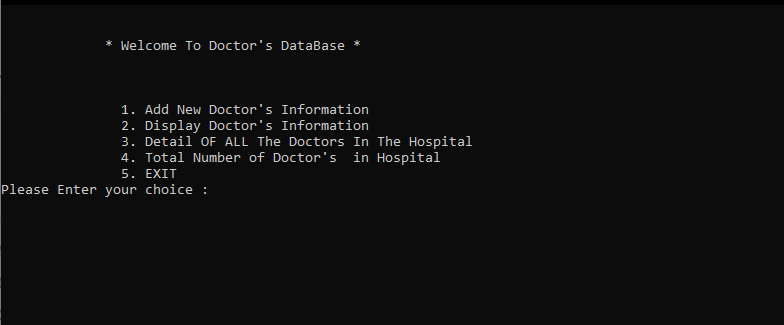 * Welcome To Doctor's DataBase *
1. Add New Doctor's Information
2. Display Doctor's Information
3. Detail OF ALL The Doctors In The Hospital
4. Total Number of Doctor's  in Hospital
5. EXIT
Please Enter your choice :